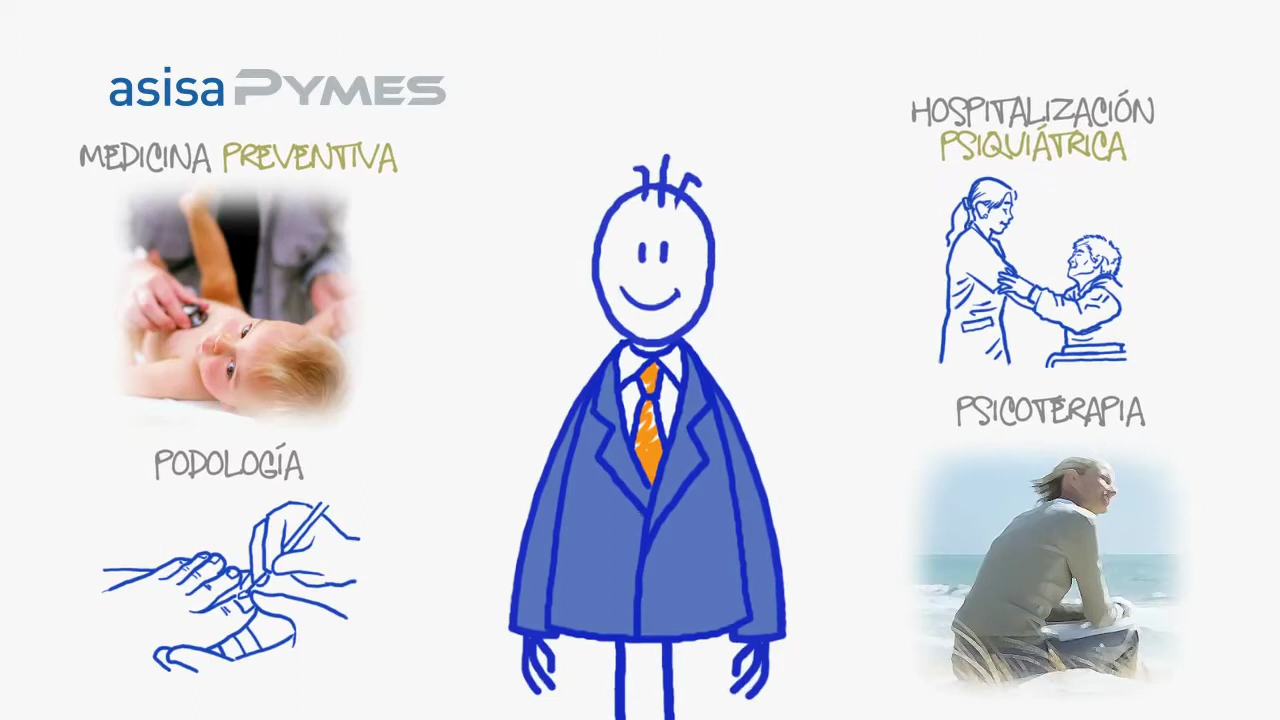 asisa PYMES
MEDICINA PREVENTIVA
PODOLOGÍA
HOSPITALIZACIÓN
PSIQUIÁTRICA
PSICOTERAPIA